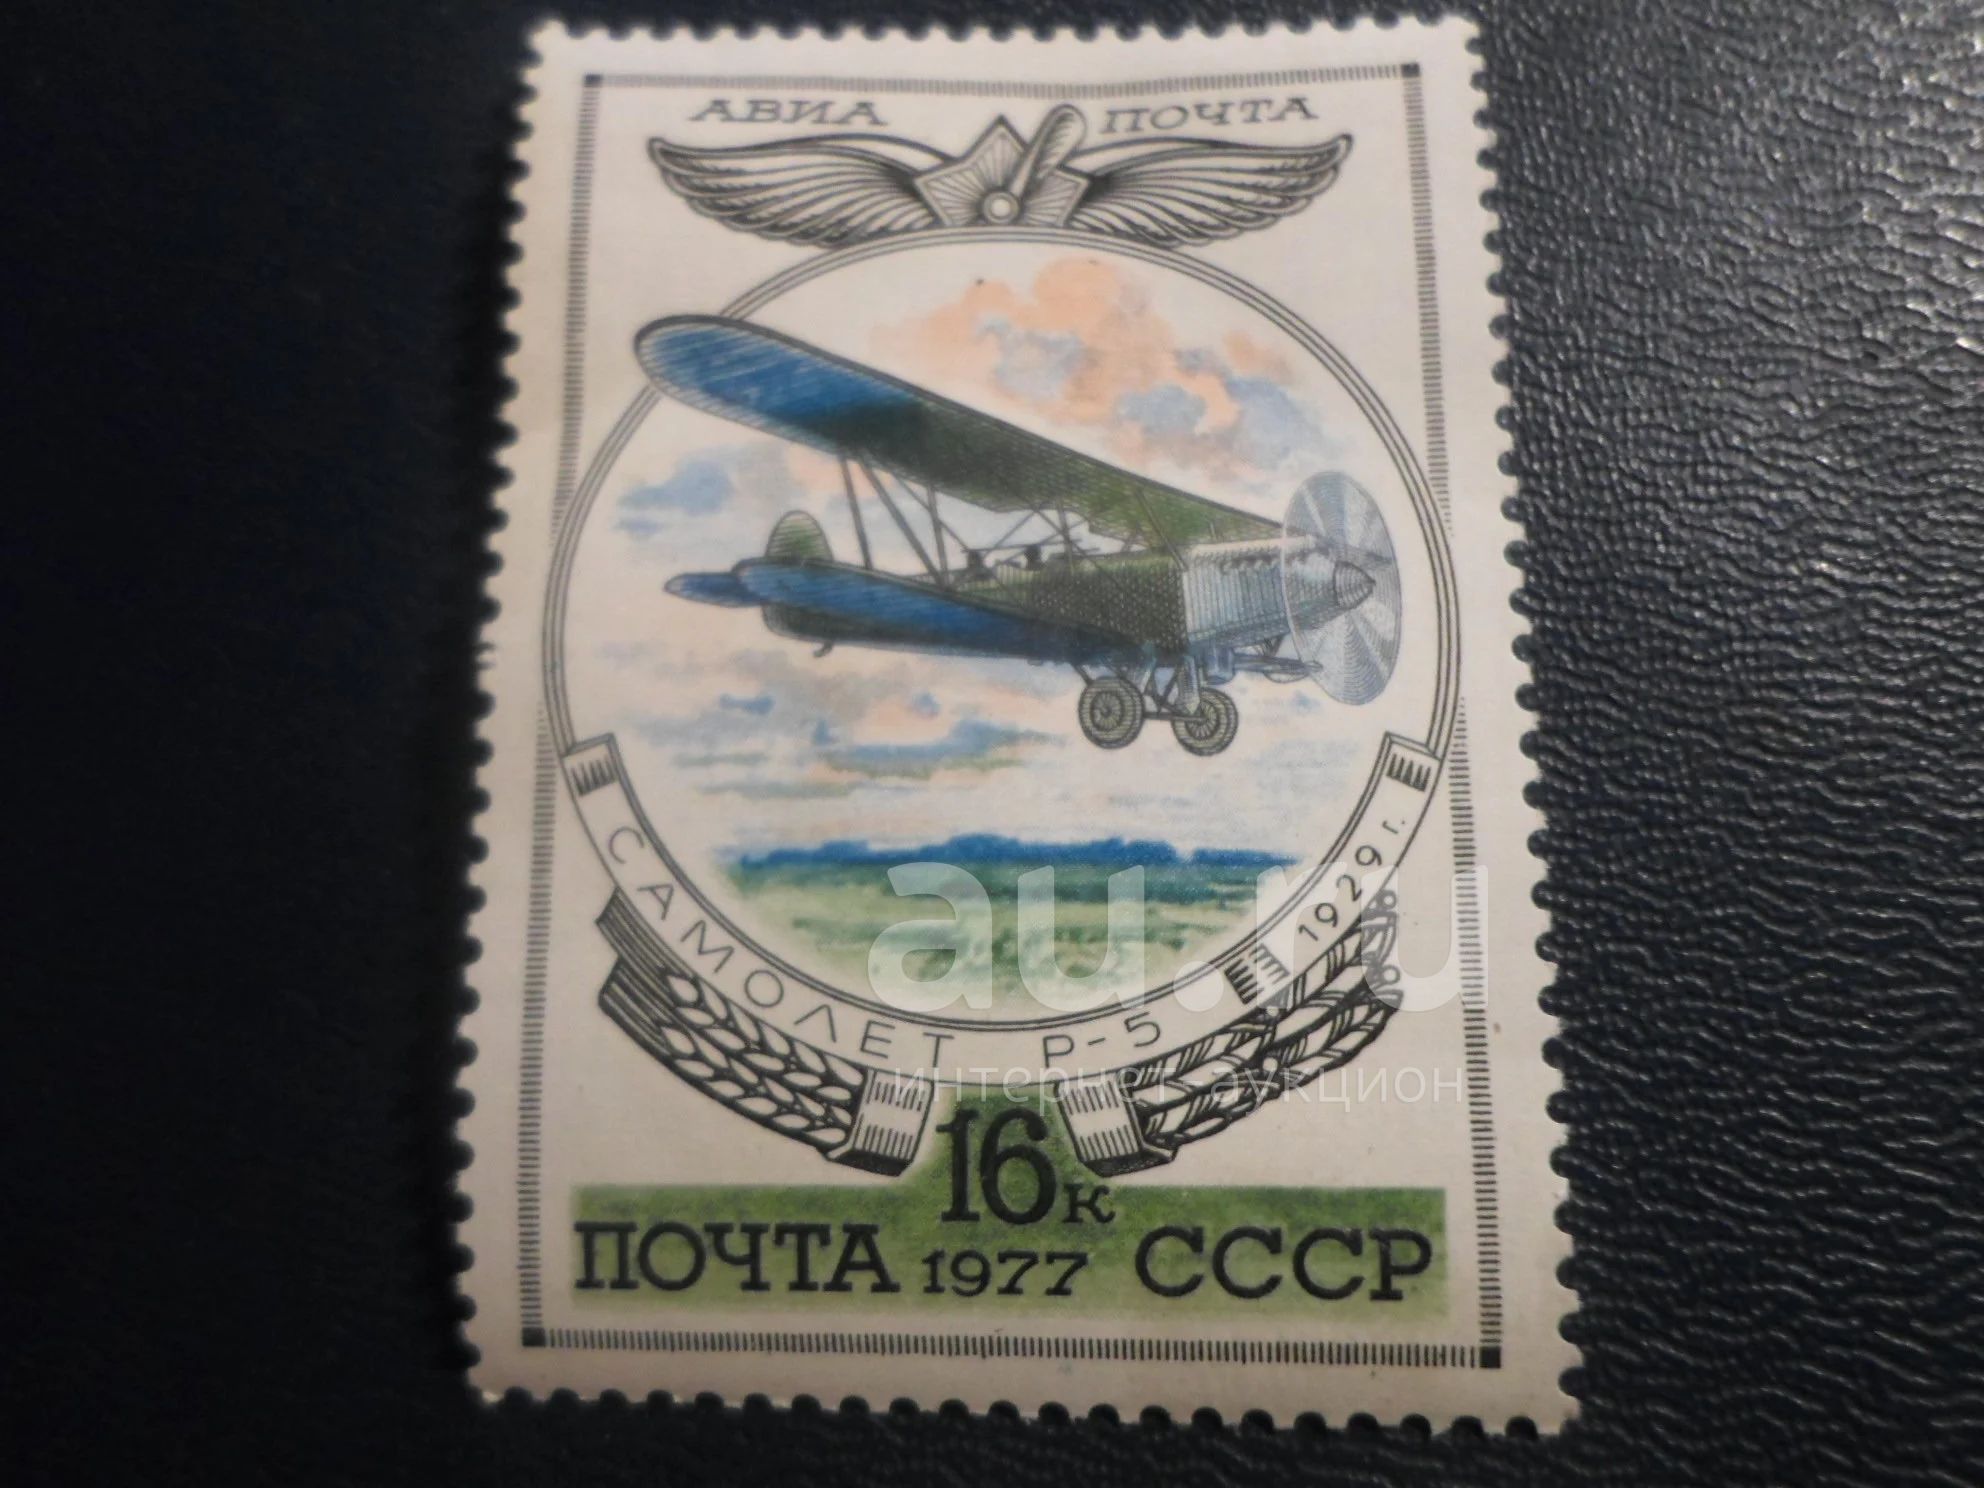 АВИА ПОЧТА
САМОЛЕТ Р-5 1929 г.
au.ru
интернет-аукцион
16к
ПОЧТА 1977 СССР